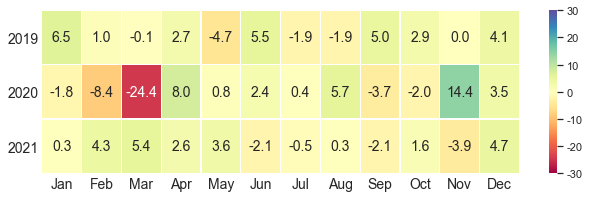 2019 6.5 1.0 -0.1 2.7 -4.7 5.5 -1.9 -1.9 5.0 2.9 0.0 4.1
2020 -1.8 -8.4 -24.4 8.0 0.8 2.4 0.4 5.7 -3.7 -2.0 14.4 3.5
2021 0.3 4.3 5.4 2.6 3.6 -2.1 -0.5 0.3 -2.1 1.6 -3.9 4.7
Jan Feb Mar Apr May Jun Jul Aug Sep Oct Nov Dec
30
20
10
0
-10
-20
-30